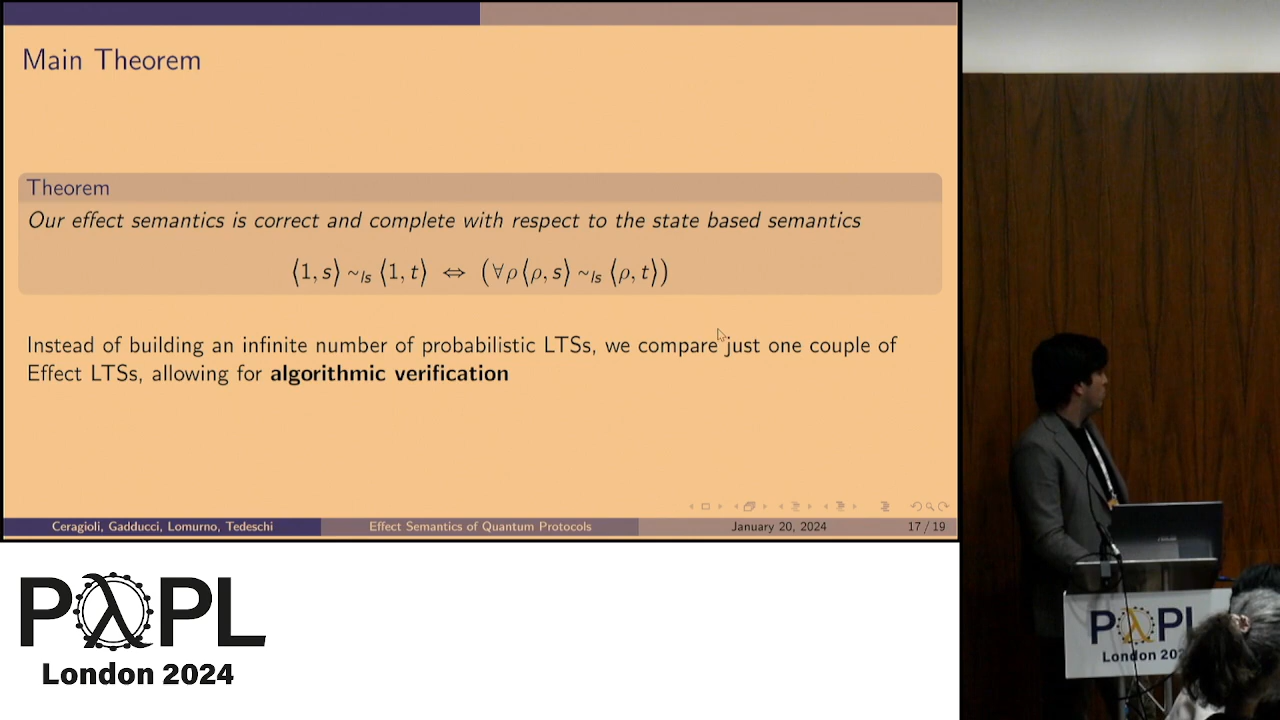 Main Theorem
Theorem
Our effect semantics is correct and complete with respect to the state based semantics
⟨1, s⟩ ~ls ⟨1, t⟩ ⇔ (∀ρ⟨ρ, s⟩ ~ls ⟨ρ, t⟩)
Instead of building an infinite number of probabilistic LTSs, we compare just one couple of
Effect LTSs, allowing for algorithmic verification
Ceragioli, Gadducci, Lomurno, Tedeschi
Effect Semantics of Quantum Protocols
January 20, 2024
17 / 19
PλPL
London 2024
PλPL
London 202